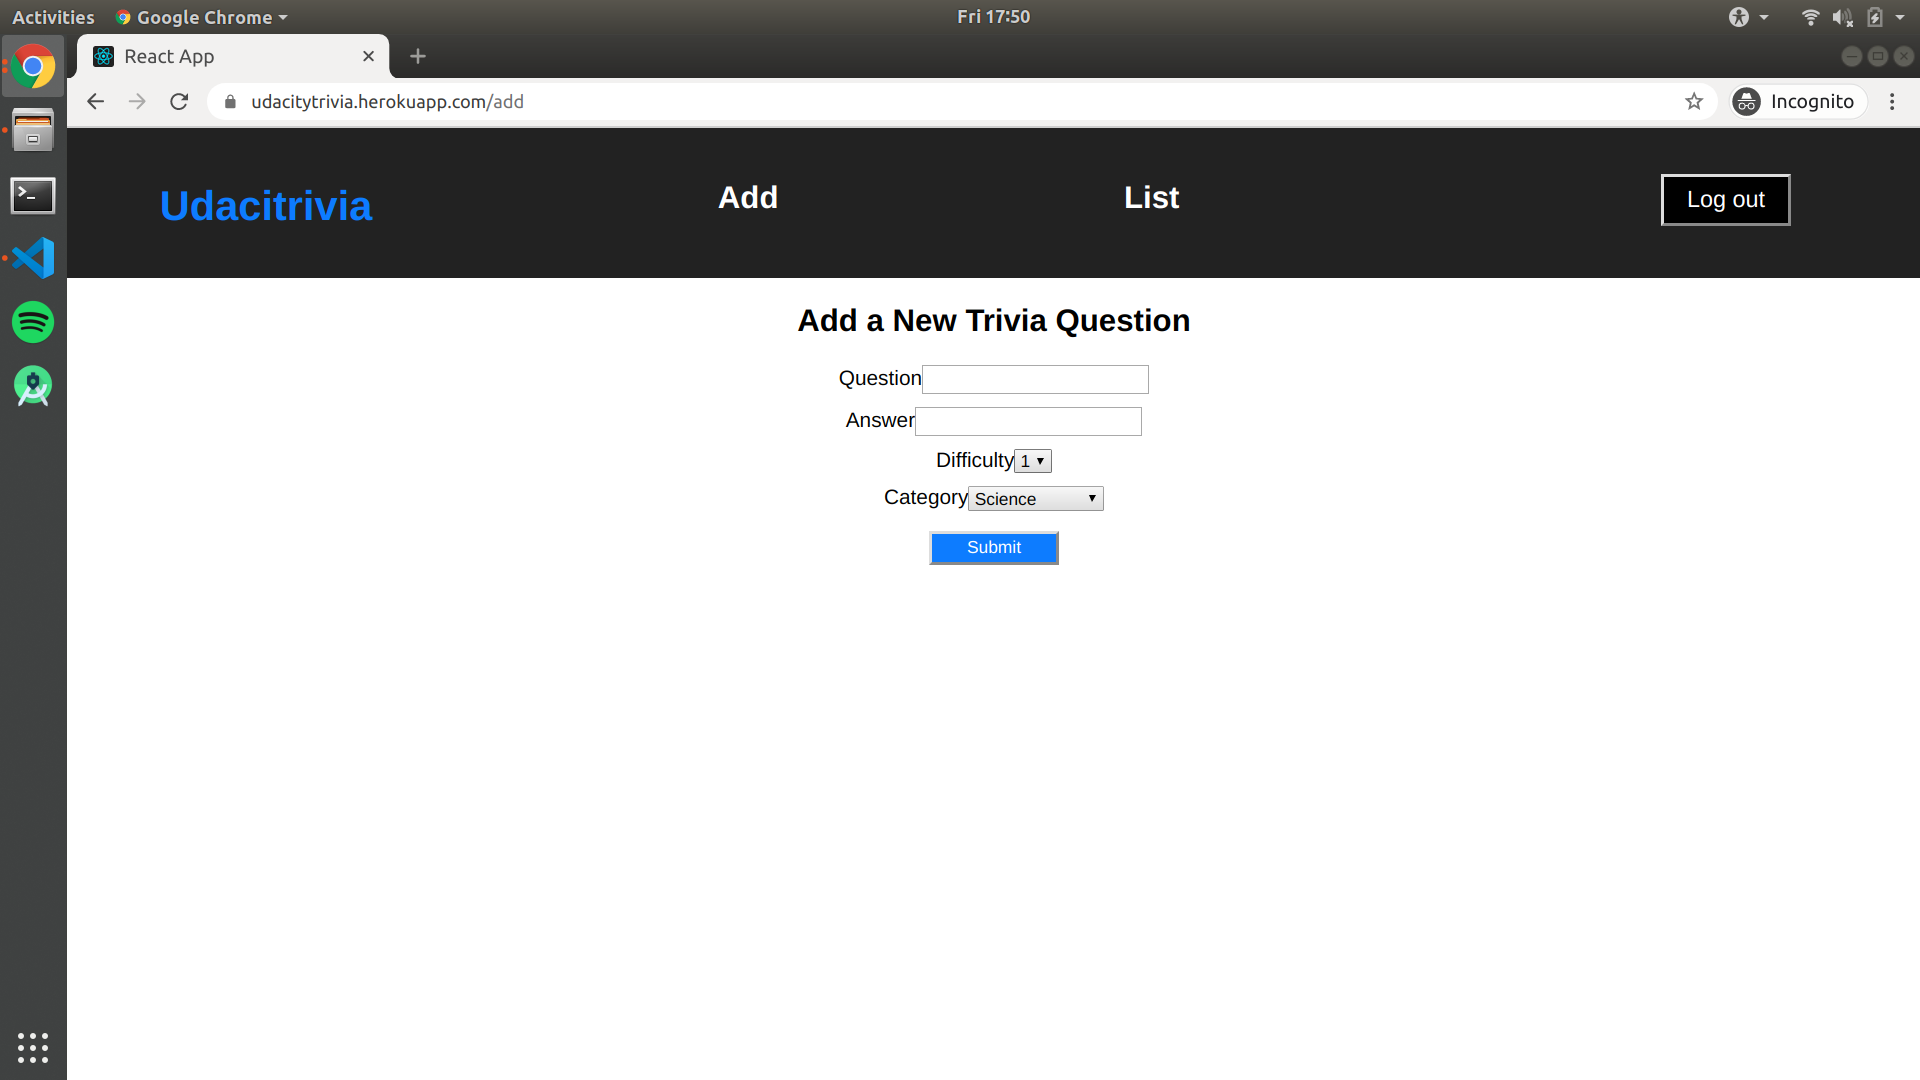 Activities Google Chrome Fri 17:50
React App
udacitytrivia.herokuapp.com/add Incognito
Udacitrivia Add List Log out
Add a New Trivia Question
Question
Answer
Difficulty 1
Category Science
Submit